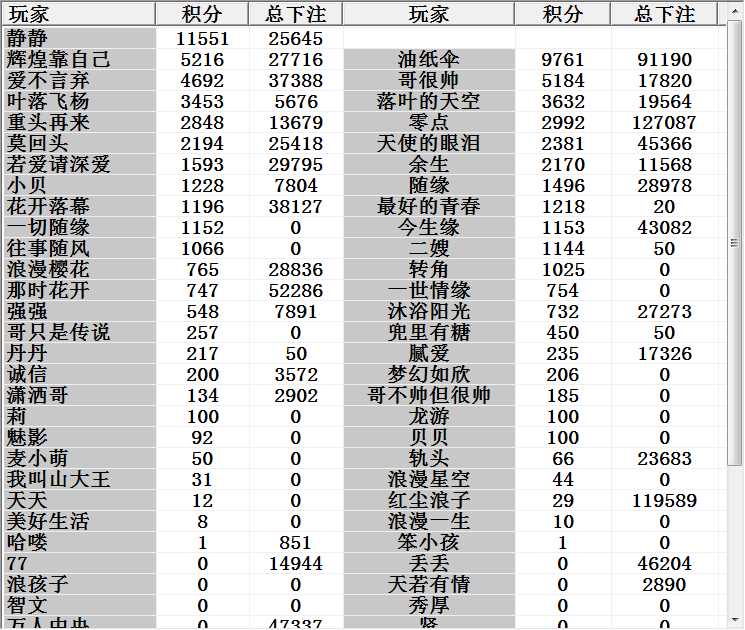 玩家 积分 总下注 玩家 积分 总下注
静静 11551 25645
辉煌靠自己 5216 27716 油纸伞 9761 91190
爱不言弃 4692 37388 哥很帅 5184 17820
叶落飞杨 3453 5676 落叶的天空 3632 19564
重头再来 2848 13679 零点 2992 127087
莫回头 2194 25418 天使的眼泪 2381 45366
若爱请深爱 1593 29795 余生 2170 11568
小贝 1228 7804 随缘 1496 28978
花开落幕 1196 38127 最好的青春 1218 20
一切随缘 1152 0 今生缘 1153 43082
往事随风 1066 0 二嫂 1144 50
浪漫樱花 765 28836 转角 1025 0
那时花开 747 52286 一世情缘 754 0
强强 548 7891 沐浴阳光 732 27273
哥只是传说 257 0 兜里有糖 450 50
丹丹 217 50 腻爱 235 17326
诚信 200 3572 梦幻如欣 206 0
潇洒哥 134 2902 哥不帅但很帅 185 0
莉 100 0 龙游 100 0
魅影 92 0 贝贝 100 0
麦小萌 50 0 轨头 66 23683
我叫山大王 31 0 浪漫星空 44 0
天天 12 0 红尘浪子 29 119589
美好生活 8 0 浪漫一生 10 0
哈喽 1 851 笨小孩 1 0
77 0 14944 丢丢 0 46204
浪孩子 0 0 天若有情 0 2890
智文 0 0 秀厚 0 0
万人中央 0 47337 贤 0 0